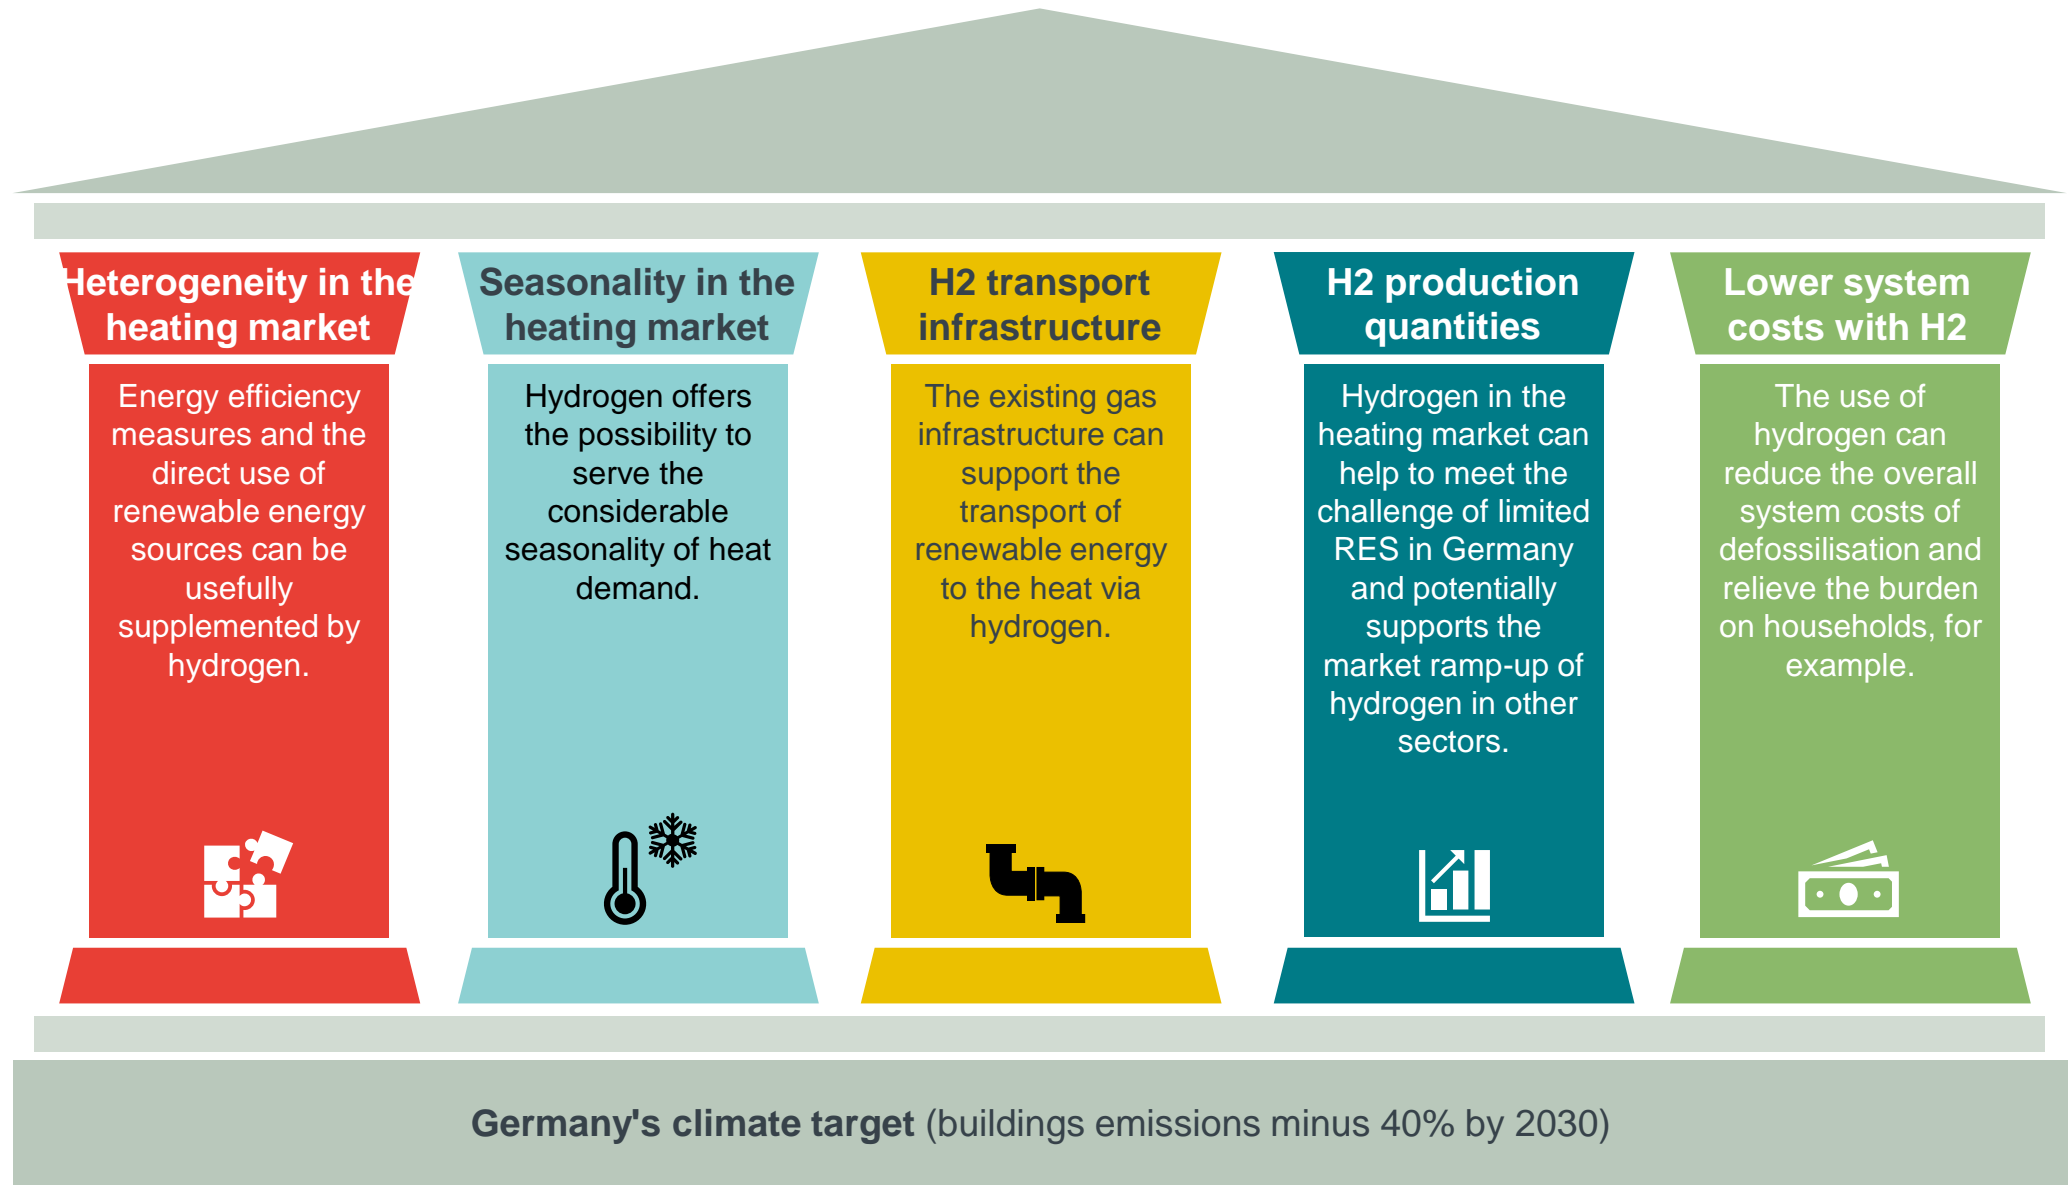 Heterogeneity in the
heating market
Energy efficiency
measures and the
direct use of
renewable energy
sources can be
usefully
supplemented by
hydrogen.
Seasonality in the
heating market
Hydrogen offers
the possibility to
serve the
considerable
seasonality of heat
demand.
H2 transport
infrastructure
The existing gas
infrastructure can
support the
transport of
renewable energy
to the heat via
hydrogen.
H2 production
quantities
Hydrogen in the
heating market can
help to meet the
challenge of limited
RES in Germany
and potentially
supports the
market ramp-up of
hydrogen in other
sectors.
Lower system
costs with H2
The use of
hydrogen can
reduce the overall
system costs of
defossilisation and
relieve the burden
on households, for
example.
Germany's climate target (buildings emissions minus 40% by 2030)